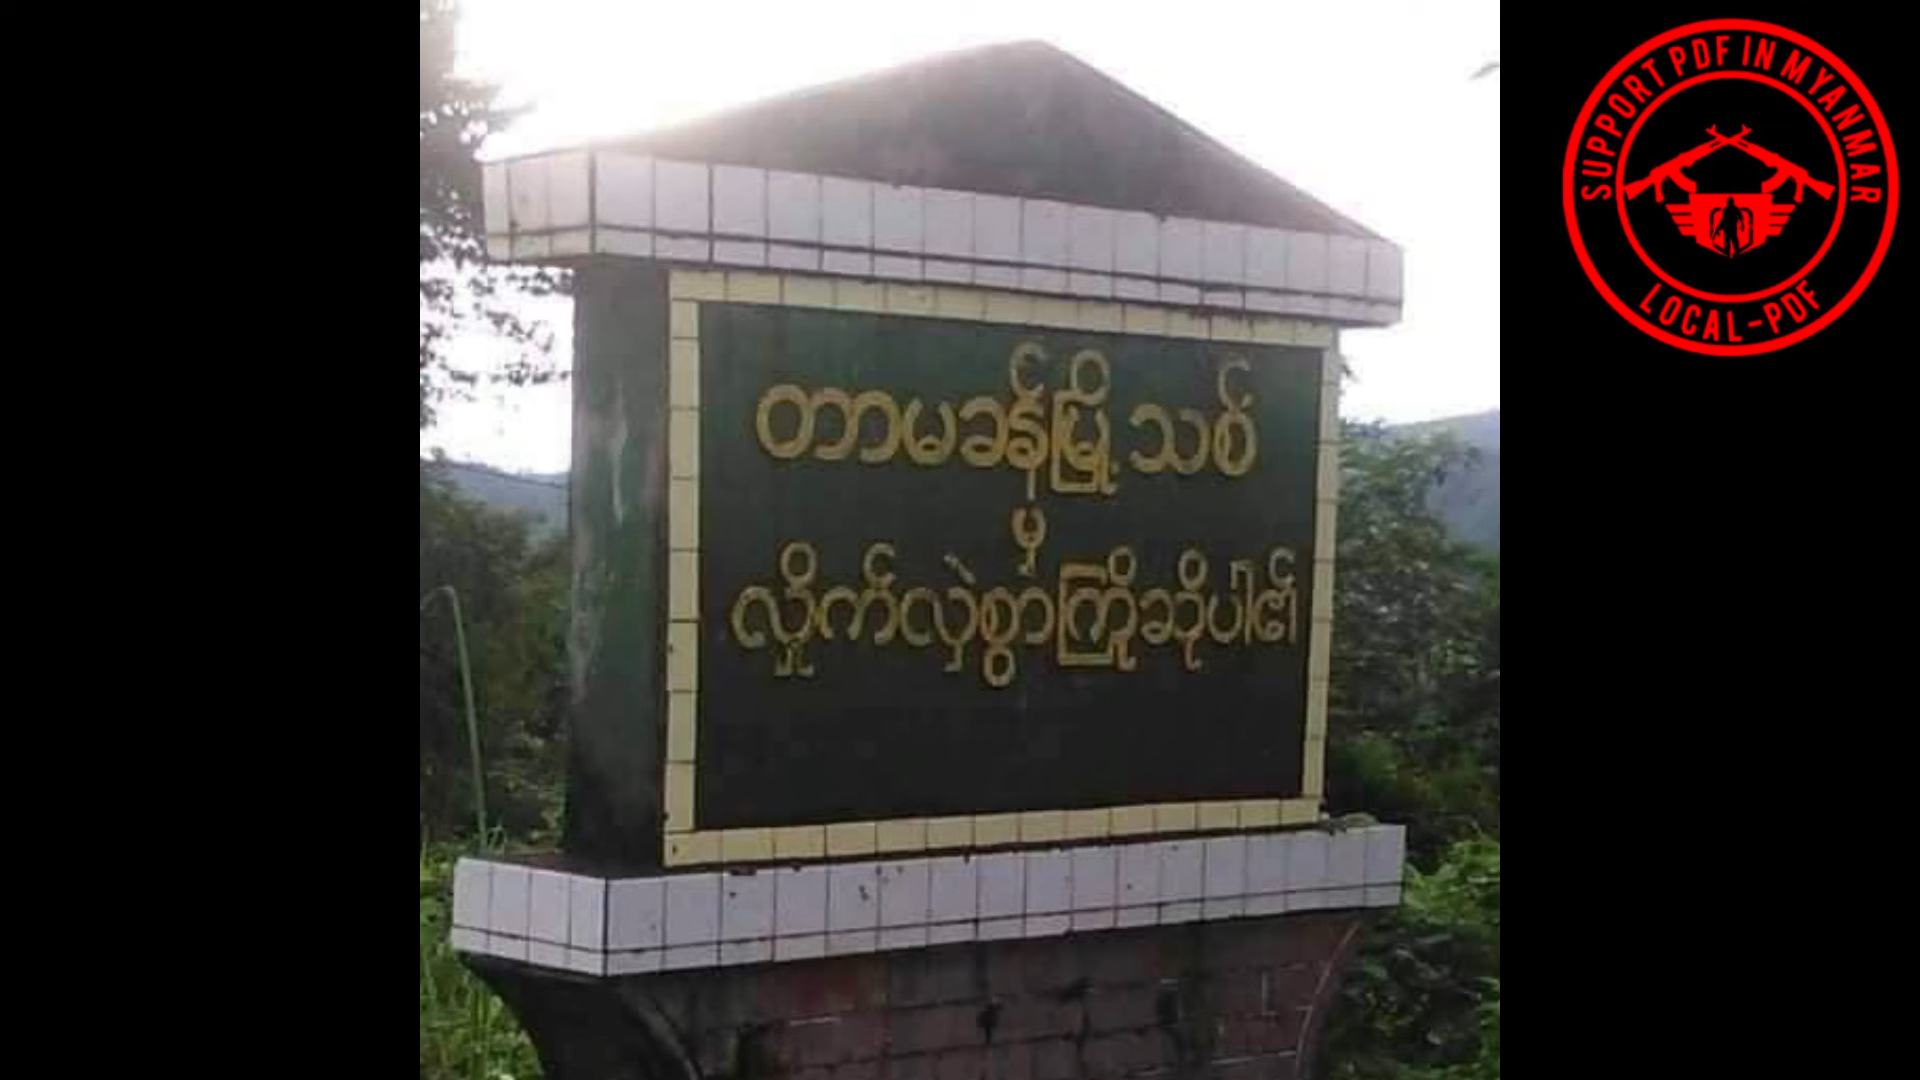 တာမခန်မြို့သစ်
မှ
လှိုက်လှဲစွာကြိုဆိုပါ၏
SUPPORT PDF IN MYANMAR
LOCAL-PDF